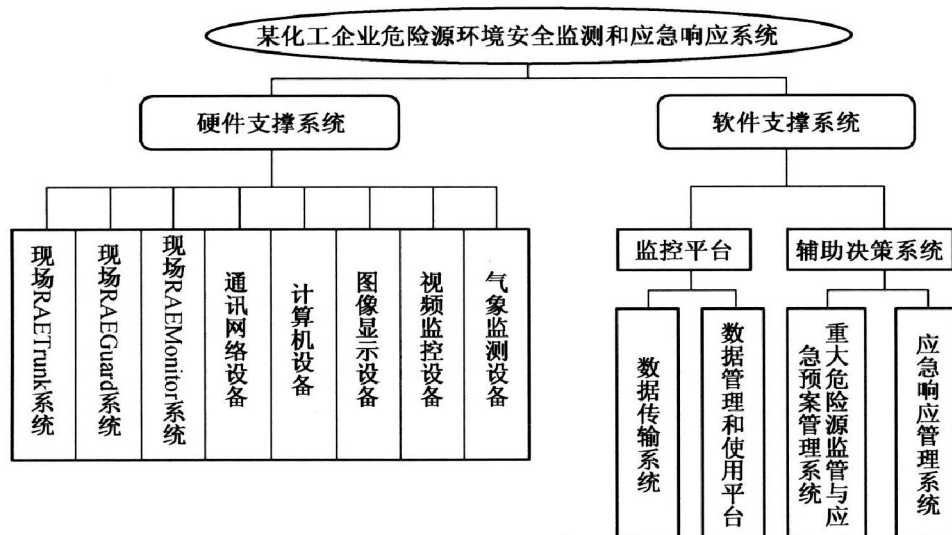 某化工企业危险源环境安全监测和应急响应系统
硬件支撑系统
软件支撑系统
现场RAETrunk系统
现场RAEGuard系统
现场RAEMonitor系统
通讯网络设备
计算机设备
图像显示设备
视频监控设备
气象监测设备
监控平台
辅助决策系统
数据传输系统
数据管理和使用平台
重大危险源监管与应
急预案管理系统
应急响应管理系统